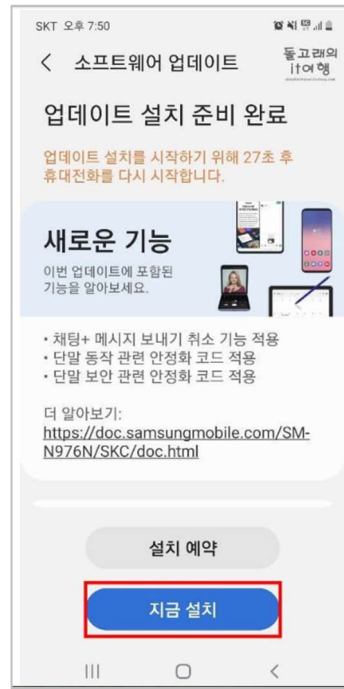 SKT 오후 7:50
소프트웨어 업데이트
돌고래의
it여행
업데이트 설치 준비 완료
업데이트 설치를 시작하기 위해 27초 후
휴대전화를 다시 시작합니다.
새로운 기능
이번 업데이트에 포함된
기능을 알아보세요.
• 채팅+ 메시지 보내기 취소 기능 적용
• 단말 동작 관련 안정화 코드 적용
• 단말 보안 관련 안정화 코드 적용
더 알아보기:
https://doc.samsungmobile.com/SM-
N976N/SKC/doc.html
설치 예약
지금 설치